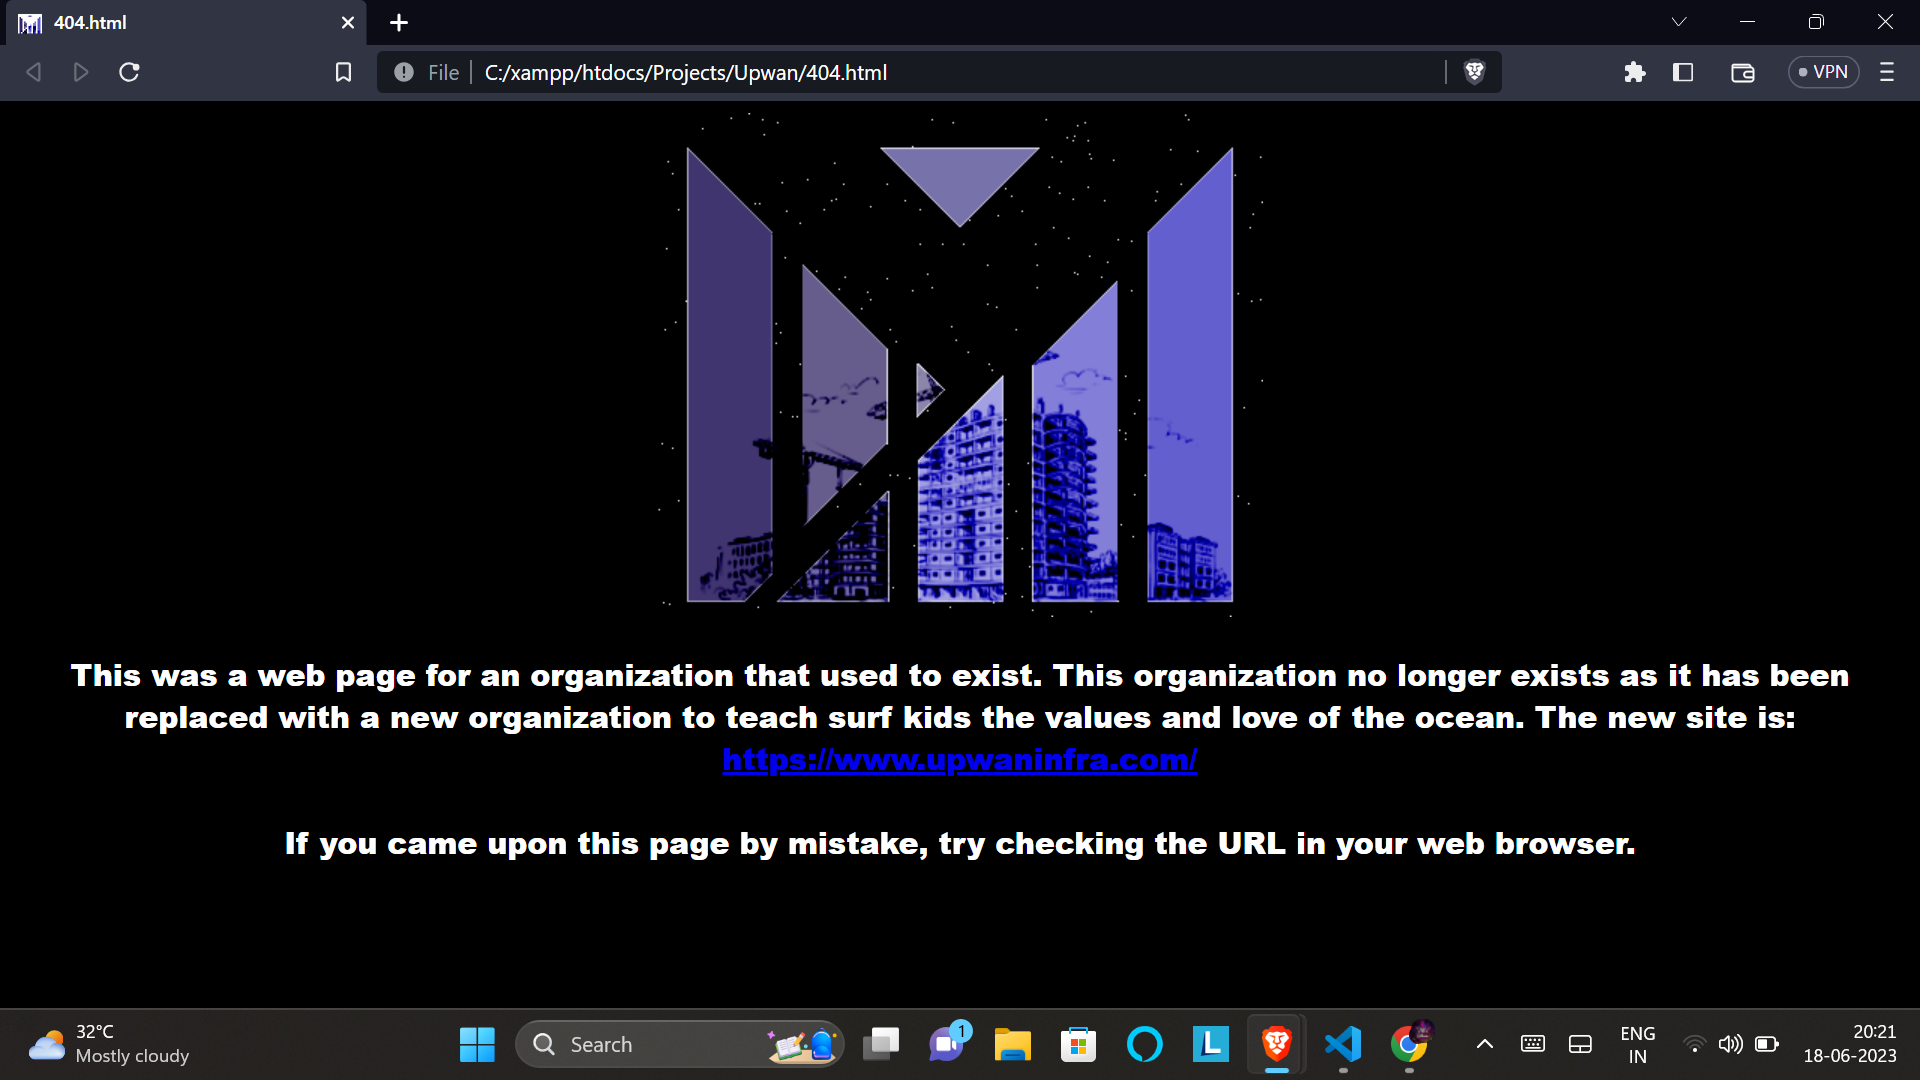 404.html
File
C:/xampp/htdocs/Projects/Upwan/404.html
VPN
This was a web page for an organization that used to exist. This organization no longer exists as it has been
replaced with a new organization to teach surf kids the values and love of the ocean. The new site is:
https://www.upwaninfra.com/
If you came upon this page by mistake, try checking the URL in your web browser.
32°C
Mostly cloudy
Search
1
L
ENG
IN
20:21
18-06-2023